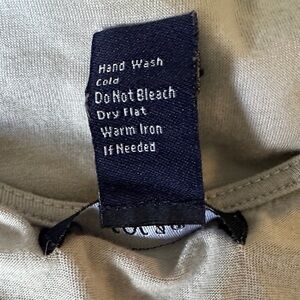 Hand Wash
Cold
Do Not Bleach
Dry Flat
Warm Iron
If Needed